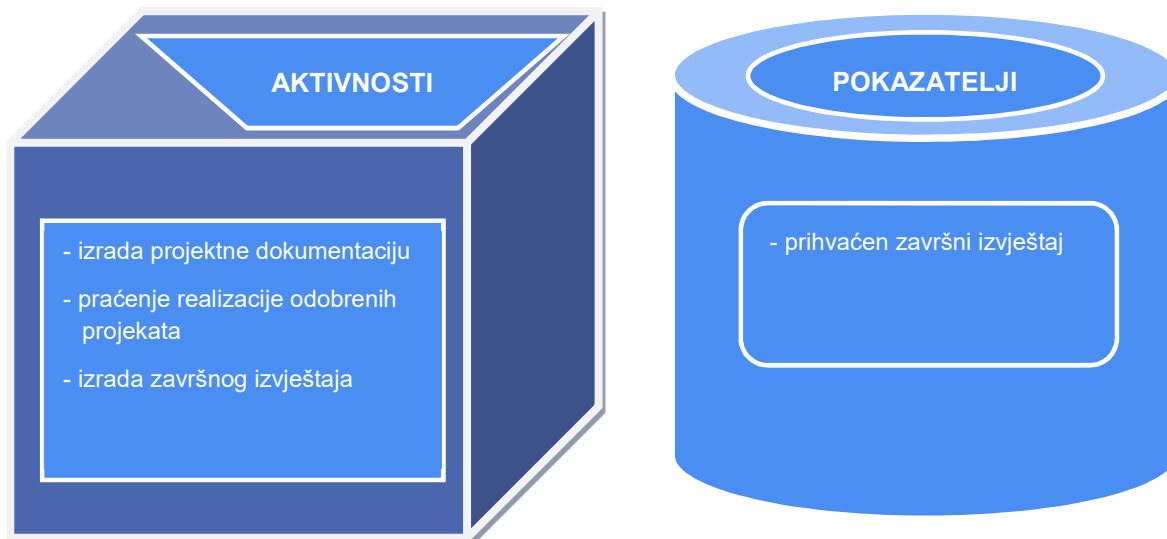 AKTIVNOSTI
- izrada projektne dokumentaciju
- praćenje realizacije odobrenih
projekata
- izrada završnog izvještaja
POKAZATELJI
- prihvaćen završni izvještaj